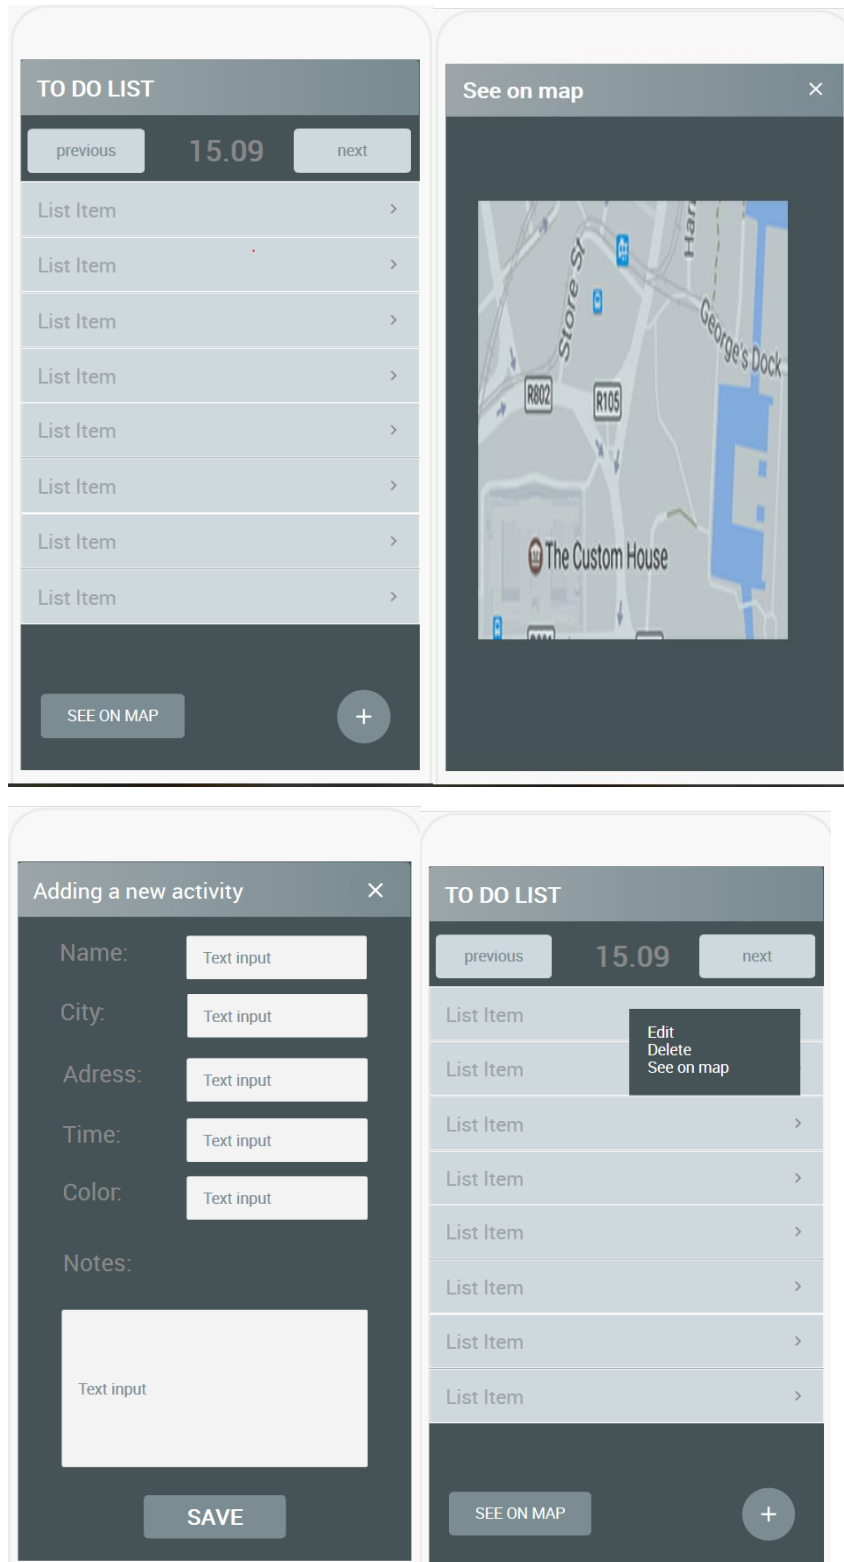 TO DO LIST
previous 15.09 next
List Item
List Item
List Item
List Item
List Item
List Item
List Item
List Item
SEE ON MAP +
See on map
Store St
Har
George's Dock
R802
R105
The Custom House
Adding a new activity
Name: Text input
City: Text input
Adress: Text input
Time: Text input
Color: Text input
Notes:
Text input
SAVE
TO DO LIST
previous 15.09 next
List Item
List Item
List Item
List Item
List Item
List Item
List Item
List Item
Edit
Delete
See on map
SEE ON MAP +